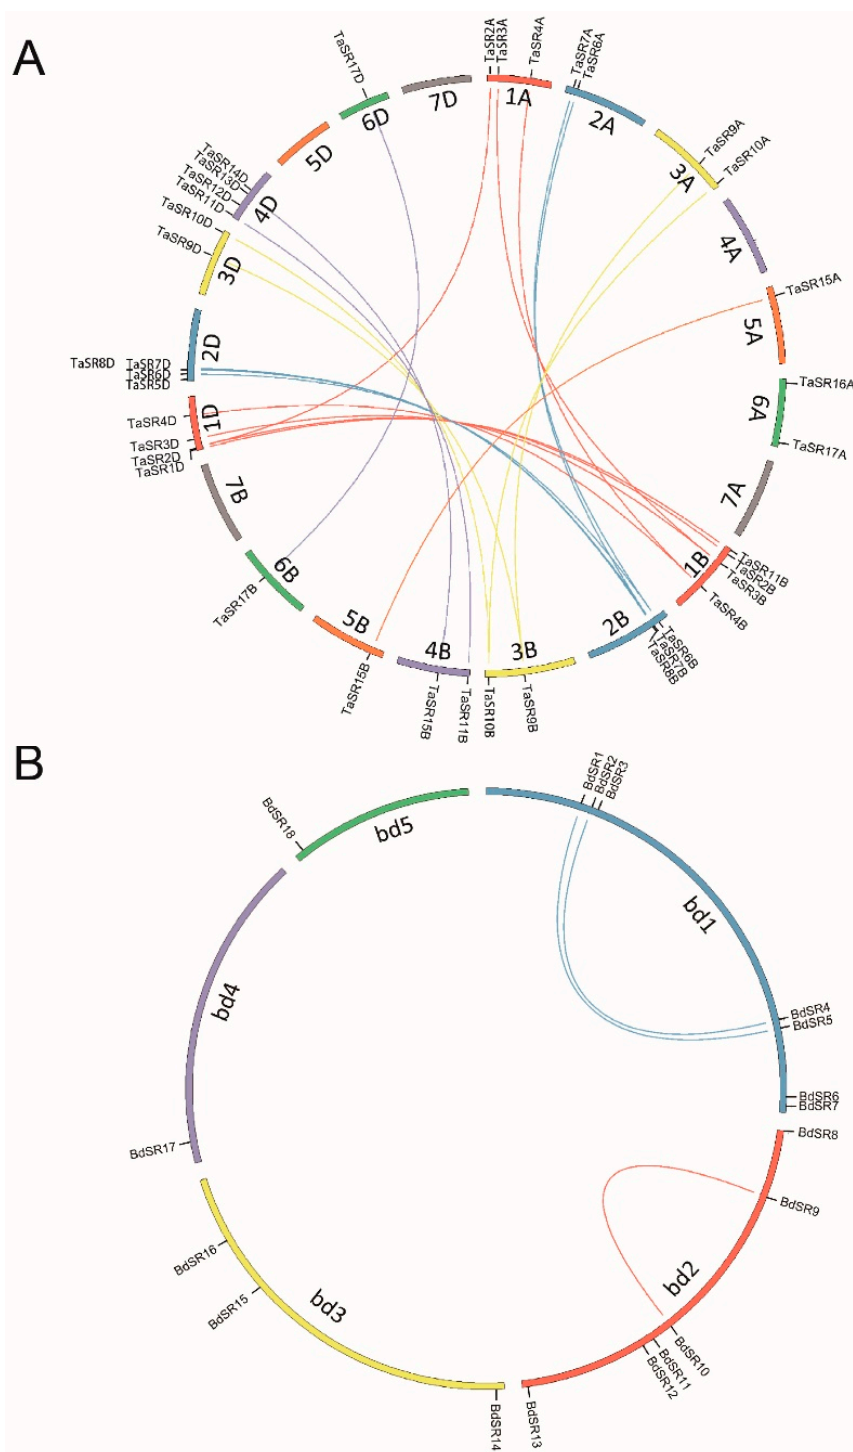 A
TaSR2A
TaSR3A
TaSR4A
TaSR7A
TaSR6A
TaSR9A
TaSR10A
TaSR15A
TaSR16A
TaSR17A
TaSR11B
TaSR2B
TaSR3B
TaSR4B
TaSR6B
TaSR7B
TaSR8B
TaSR9B
TaSR10B
TaSR11B
TaSR15B
TaSR15B
TaSR17B
TaSR1D
TaSR2D
TaSR3D
TaSR4D
TaSR5D
TaSR6D
TaSR7D
TaSR8D
TaSR9D
TaSR10D
TaSR11D
TaSR12D
TaSR13D
TaSR14D
TaSR17D
1A
2A
3A
4A
5A
6A
7A
1B
2B
3B
4B
5B
6B
7B
1D
2D
3D
4D
5D
6D
7D
B
BdSR1
BdSR2
BdSR3
BdSR4
BdSR5
BdSR6
BdSR7
BdSR8
BdSR9
BdSR10
BdSR11
BdSR12
BdSR13
BdSR14
BdSR15
BdSR16
BdSR17
BdSR18
bd1
bd2
bd3
bd4
bd5